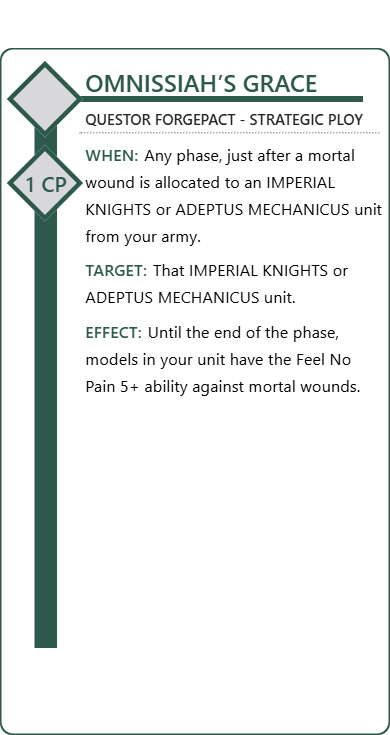 OMNISSIAH’S GRACE
QUESTOR FORGEPACT - STRATEGIC PLOY
1 CP
WHEN: Any phase, just after a mortal
wound is allocated to an IMPERIAL
KNIGHTS or ADEPTUS MECHANICUS unit
from your army.
TARGET: That IMPERIAL KNIGHTS or
ADEPTUS MECHANICUS unit.
EFFECT: Until the end of the phase,
models in your unit have the Feel No
Pain 5+ ability against mortal wounds.